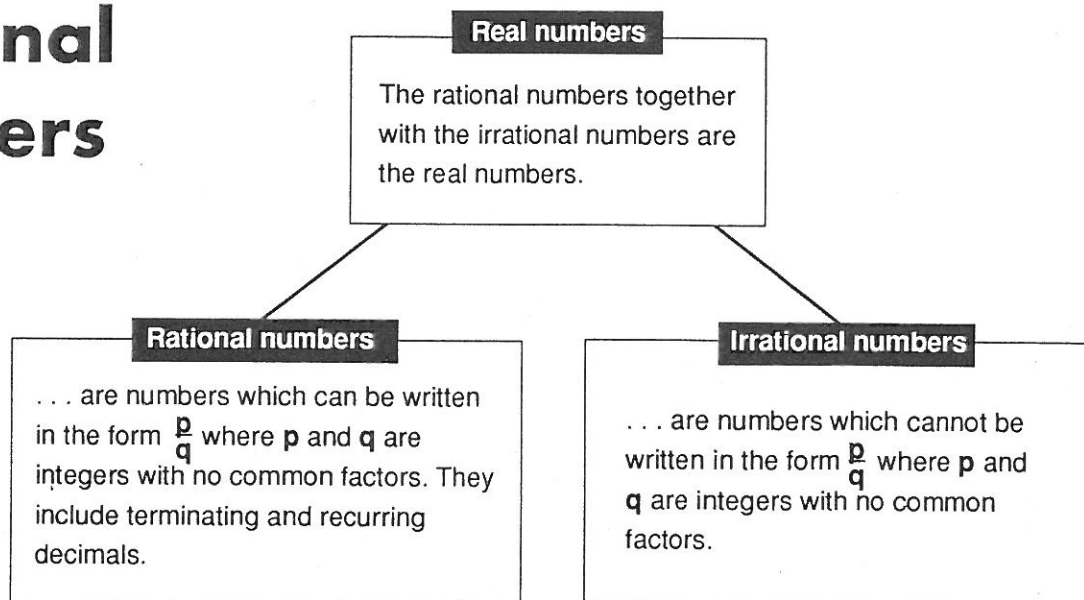 nal
ers
Real numbers
The rational numbers together
with the irrational numbers are
the real numbers.
Rational numbers
. . . are numbers which can be written
in the form p/q where p and q are
integers with no common factors. They
include terminating and recurring
decimals.
Irrational numbers
. . . are numbers which cannot be
written in the form p/q where p and
q are integers with no common
factors.